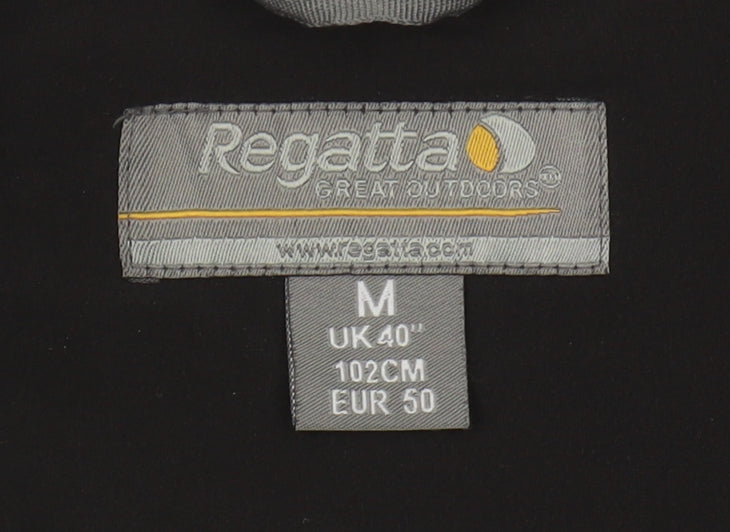 Regatta
GREAT OUTDOORS
www.regatta.com
M
UK 40"
102CM
EUR 50